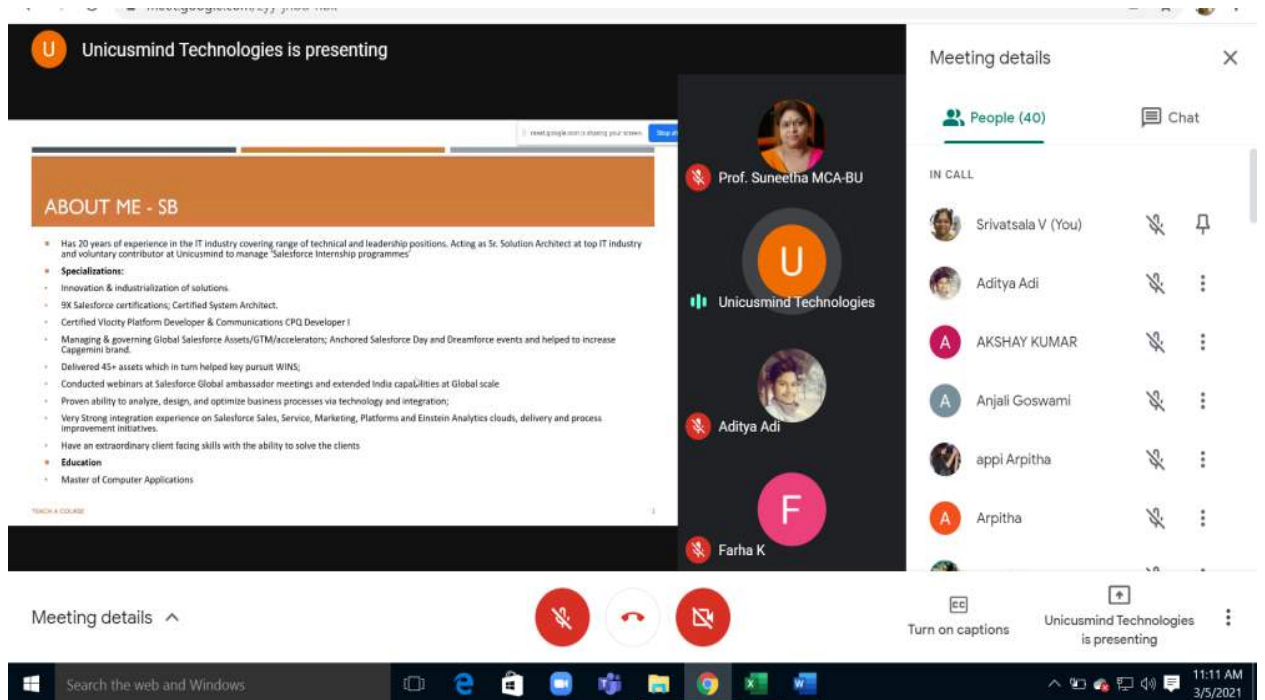 U Unicusmind Technologies is presenting
meet.google.com is sharing your screen.
ABOUT ME - SB
Has 20 years of experience in the IT industry covering range of technical and leadership positions. Acting as Sr. Solution Architect at top IT industry
and voluntary contributor at Unicusmind to manage 'Salesforce Internship programmes'
Specializations:
Innovation & industrialization of solutions.
9X Salesforce certifications; Certified System Architect.
Certified Vlocity Platform Developer & Communications CPQ Developer I
Managing & governing Global Salesforce Assets/GTM/accelerators; Anchored Salesforce Day and Dreamforce events and helped to increase
Capgemini brand.
Delivered 45+ assets which in turn helped key pursuit WINS;
Conducted webinars at Salesforce Global ambassador meetings and extended India capabilities at Global scale
Proven ability to analyze, design, and optimize business processes via technology and integration;
Very Strong integration experience on Salesforce Sales, Service, Marketing, Platforms and Einstein Analytics clouds, delivery and process
improvement initiatives.
Have an extraordinary client facing skills with the ability to solve the clients
Education
Master of Computer Applications
TEACH A COURSE
Prof. Suneetha MCA-BU
U
Unicusmind Technologies
Aditya Adi
F
Farha K
Meeting details
People (40)
Chat
IN CALL
Srivatsala V (You)
Aditya Adi
A AKSHAY KUMAR
A Anjali Goswami
appi Arpitha
A Arpitha
Meeting details
CC
Turn on captions
Unicusmind Technologies
is presenting
Search the web and Windows
11:11 AM
3/5/2021